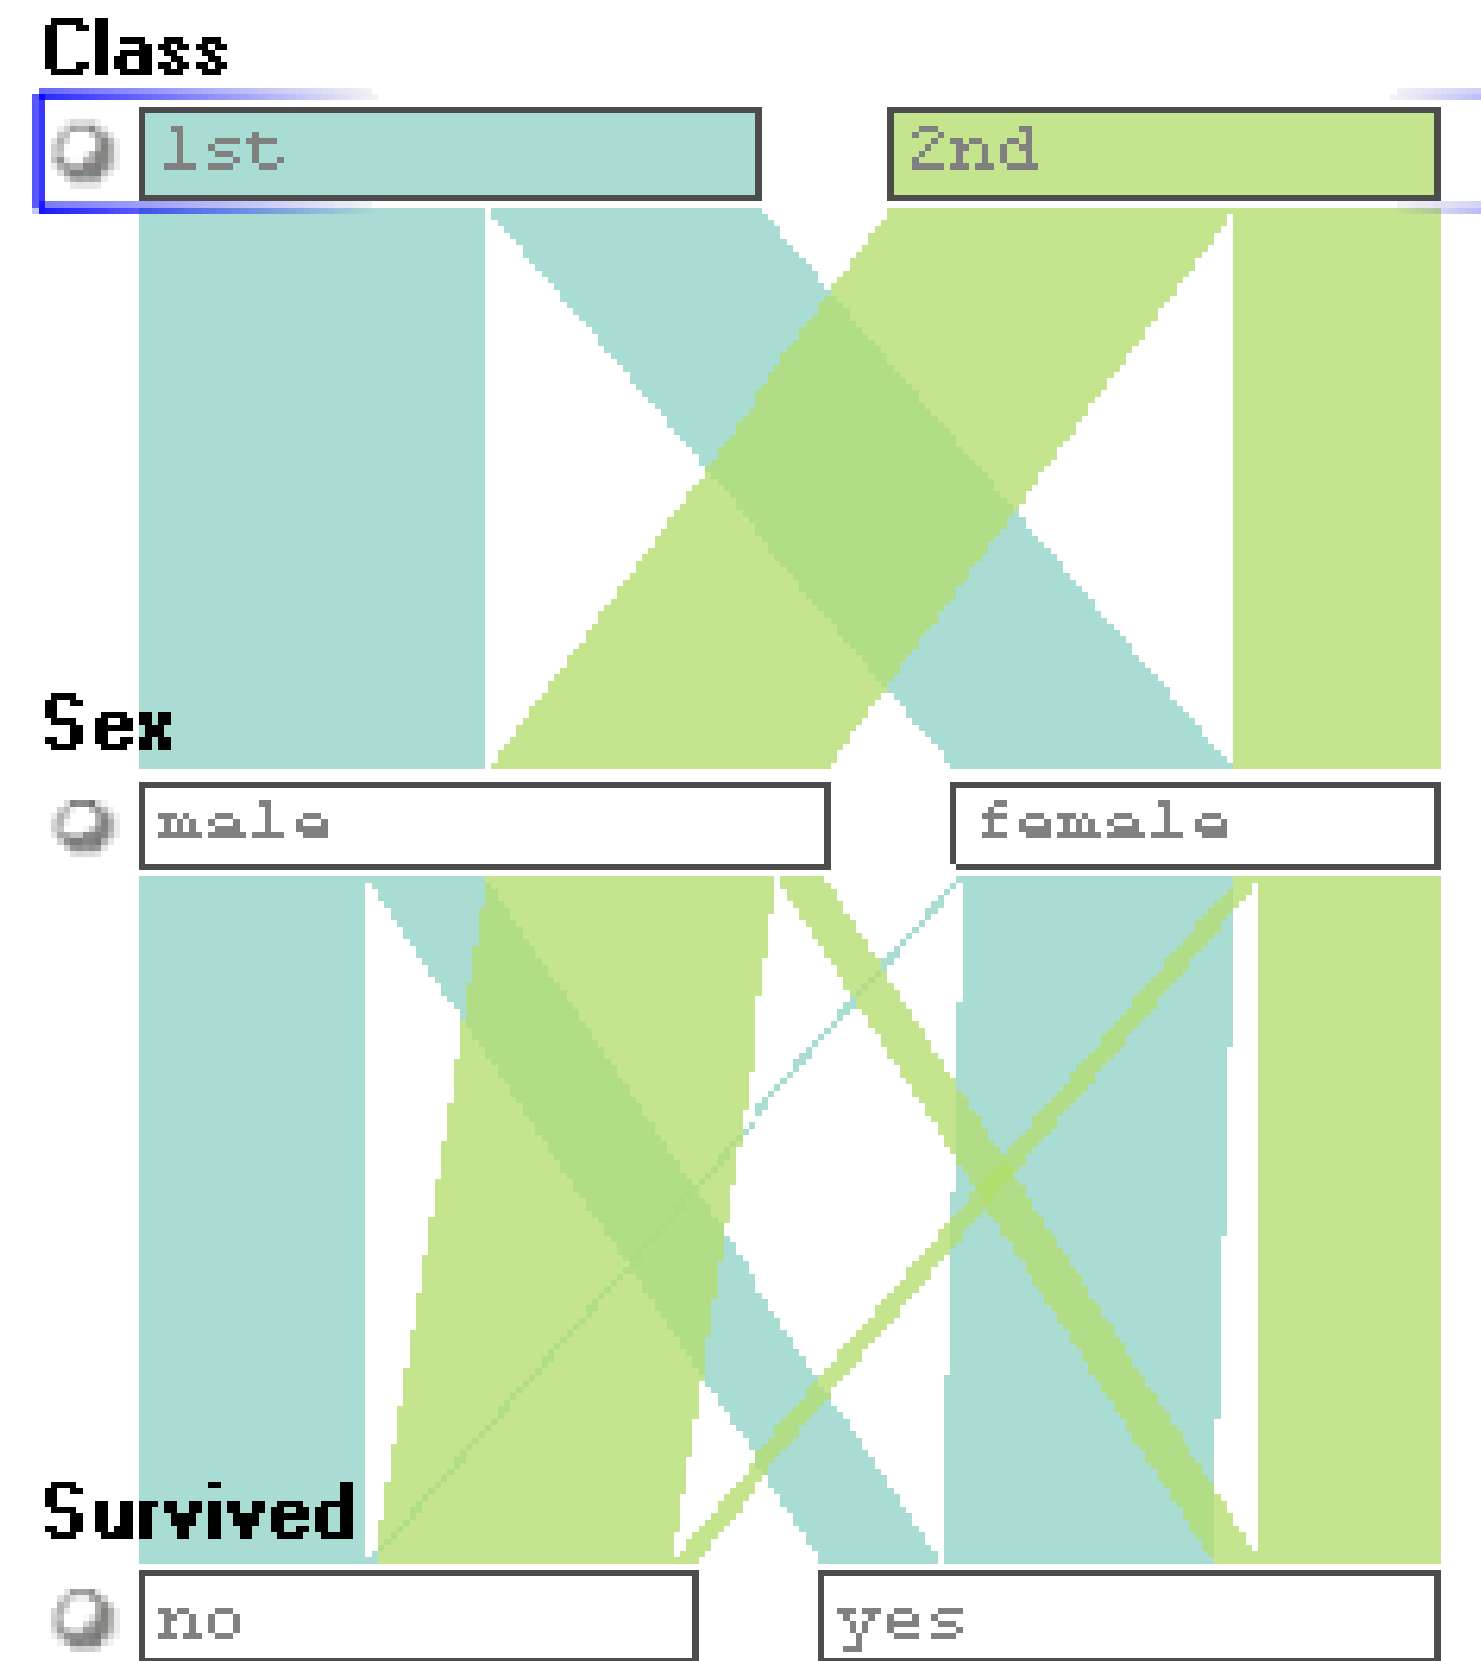 Class
1st 2nd
Sex
male female
Survived
no yes